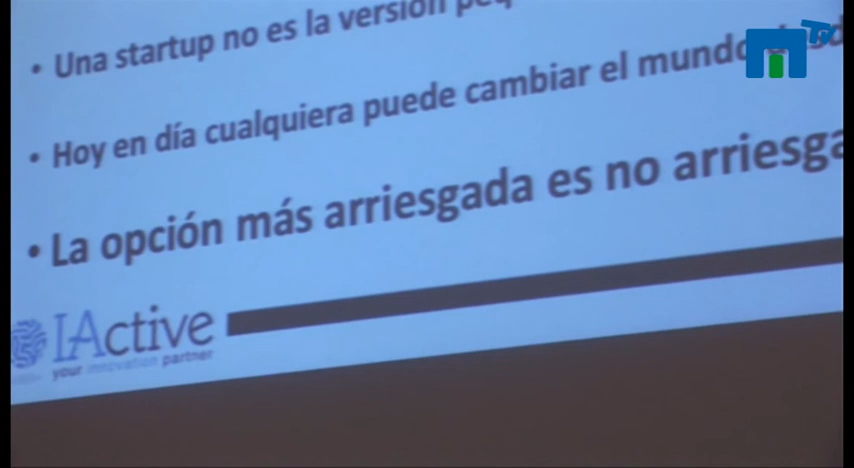 • Una startup no es la versión
• Hoy en día cualquiera puede cambiar el mundo
• La opción más arriesgada es no
IActive
your innovation partner
TV